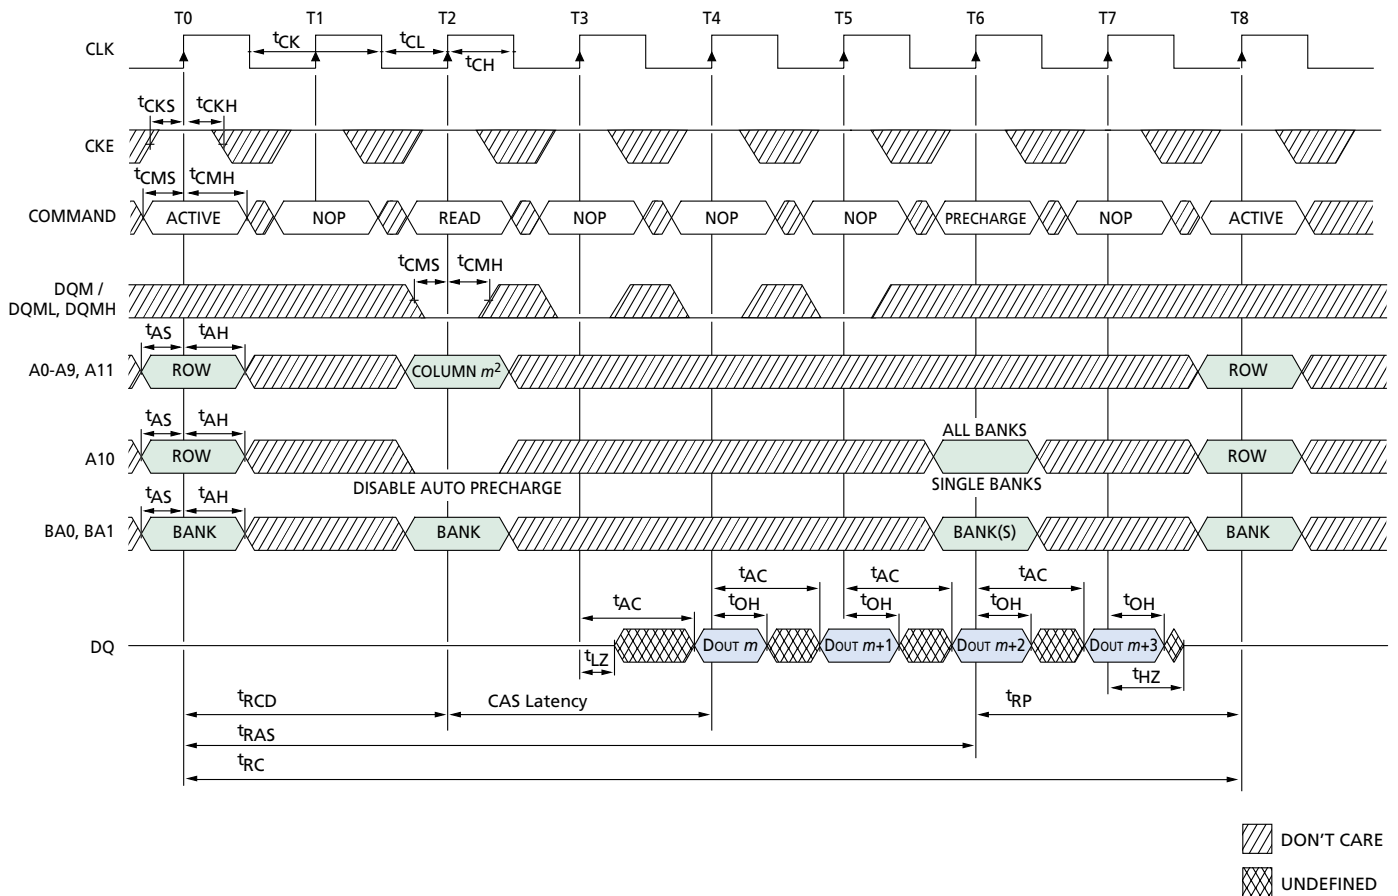 T0 T1 T2 T3 T4 T5 T6 T7 T8
CLK tCK tCL tCH
tCKS tCKH
CKE
tCMS tCMH
COMMAND ACTIVE NOP READ NOP NOP NOP PRECHARGE NOP ACTIVE
tCMS tCMH
DQM /
DQML, DQMH
tAS tAH
A0-A9, A11 ROW COLUMN m2 ROW
tAS tAH ALL BANKS
A10 ROW ROW
DISABLE AUTO PRECHARGE SINGLE BANKS
tAS tAH
BA0, BA1 BANK BANK BANK(S) BANK
tAC tAC tAC
tAC tOH tOH tOH tOH
DQ DOUT m DOUT m+1 DOUT m+2 DOUT m+3
tLZ tHZ
tRCD CAS Latency tRP
tRAS
tRC
DON'T CARE
UNDEFINED